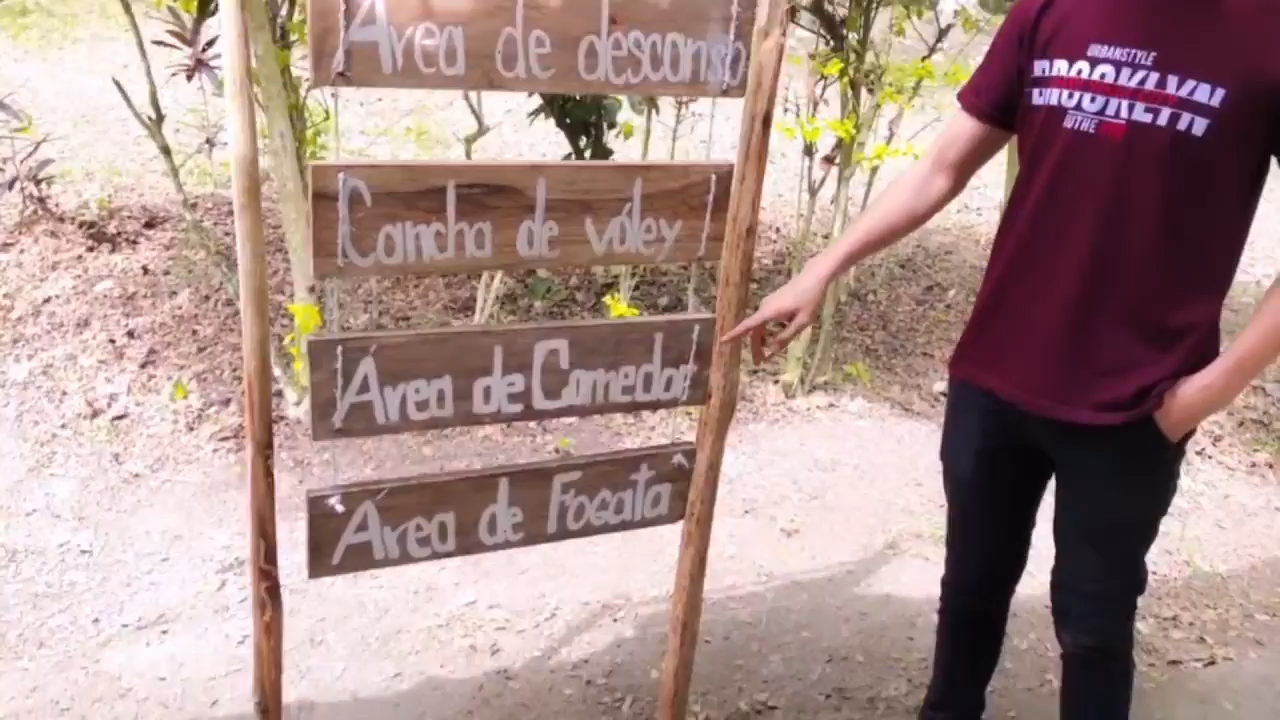 Área de descanso
Cancha de vóley
Área de Comedor
Área de Fogata
URBANSTYLE
BROOKLYN